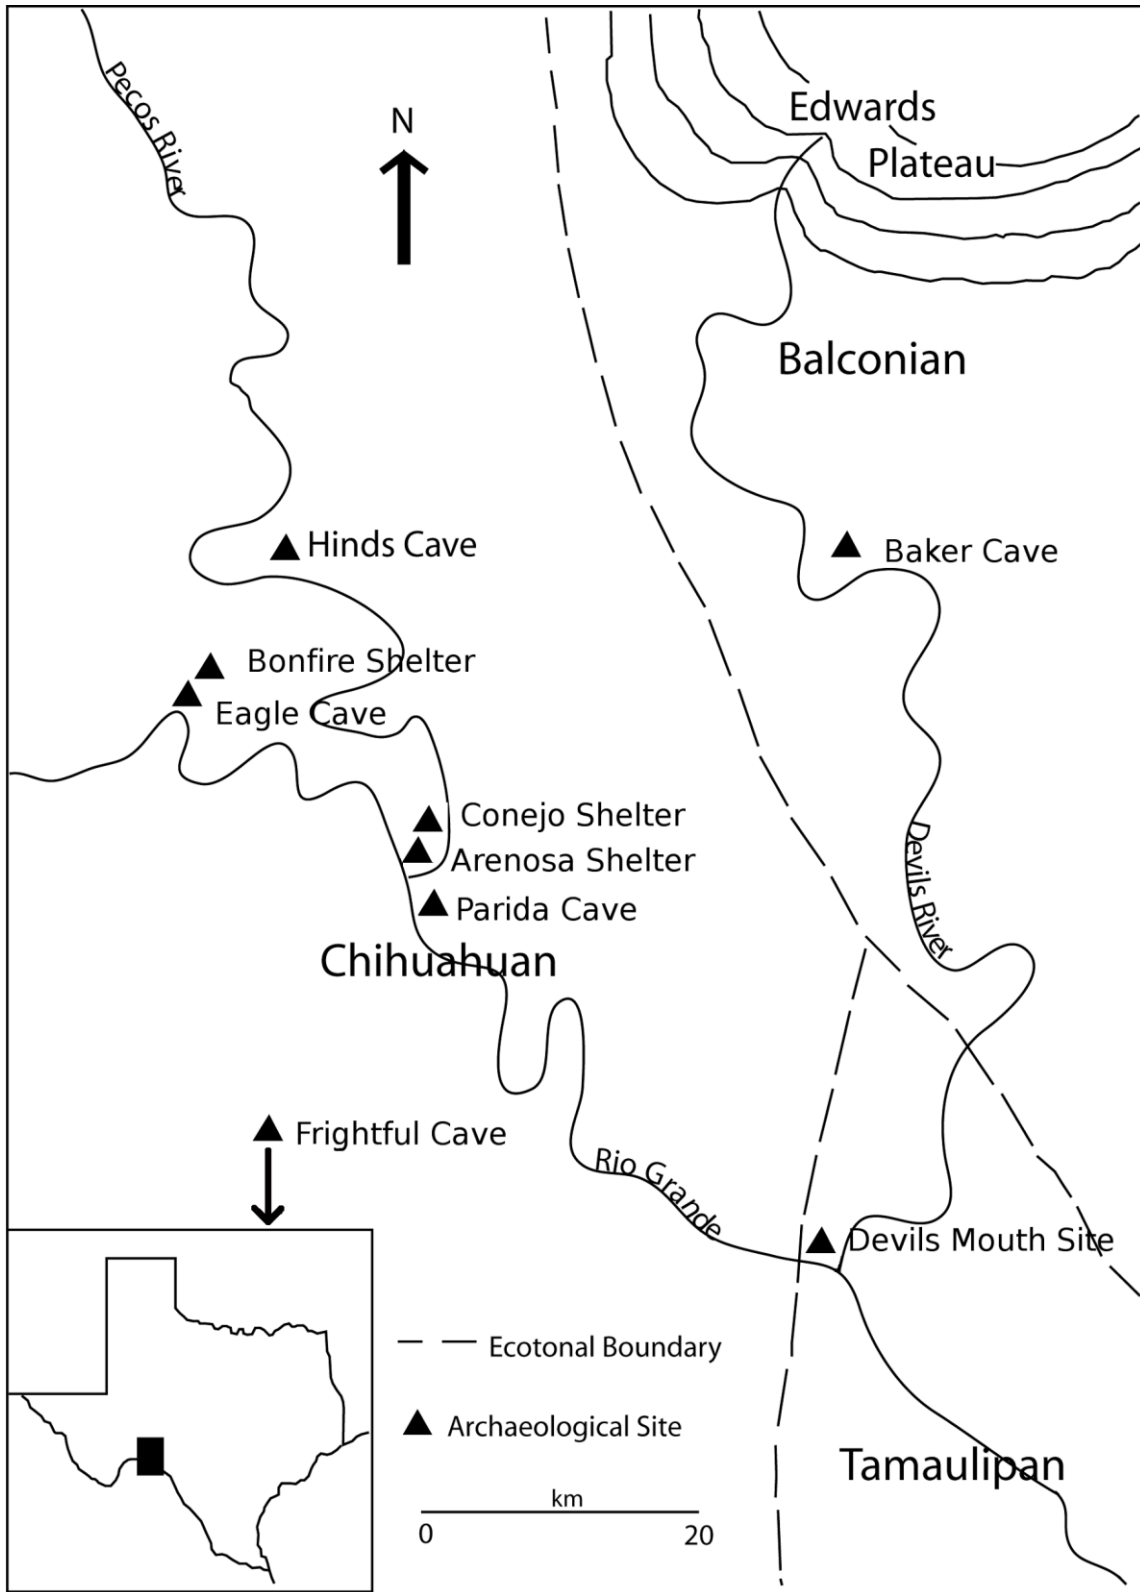 Pecos River
N
Edwards
Plateau
Balconian
Hinds Cave
Baker Cave
Bonfire Shelter
Eagle Cave
Conejo Shelter
Arenosa Shelter
Parida Cave
Devils River
Chihuahuan
Frightful Cave
Rio Grande
Devils Mouth Site
Ecotonal Boundary
Archaeological Site
Tamaulipan
km
0 20